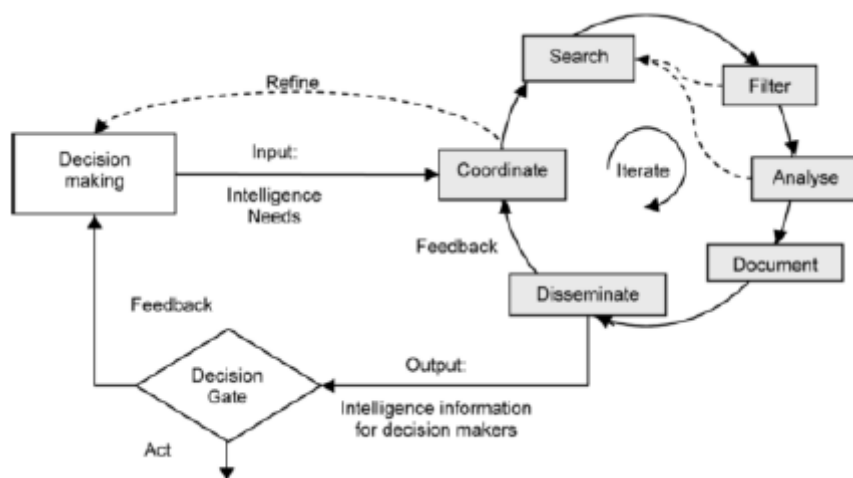 Search
Refine
Filter
Decision
making
Input:
Coordinate
Iterate
Analyse
Intelligence
Needs
Feedback
Document
Disseminate
Feedback
Decision
Gate
Output:
Intelligence information
for decision makers
Act